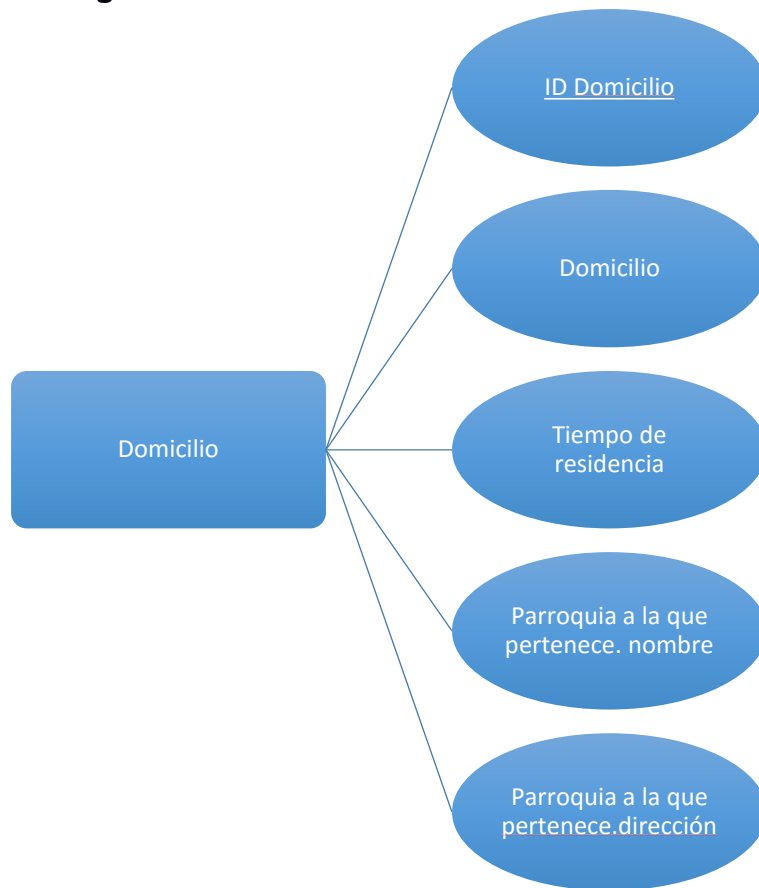 ID Domicilio
Domicilio
Domicilio
Tiempo de
residencia
Parroquia a la que
pertenece. nombre
Parroquia a la que
pertenece.dirección